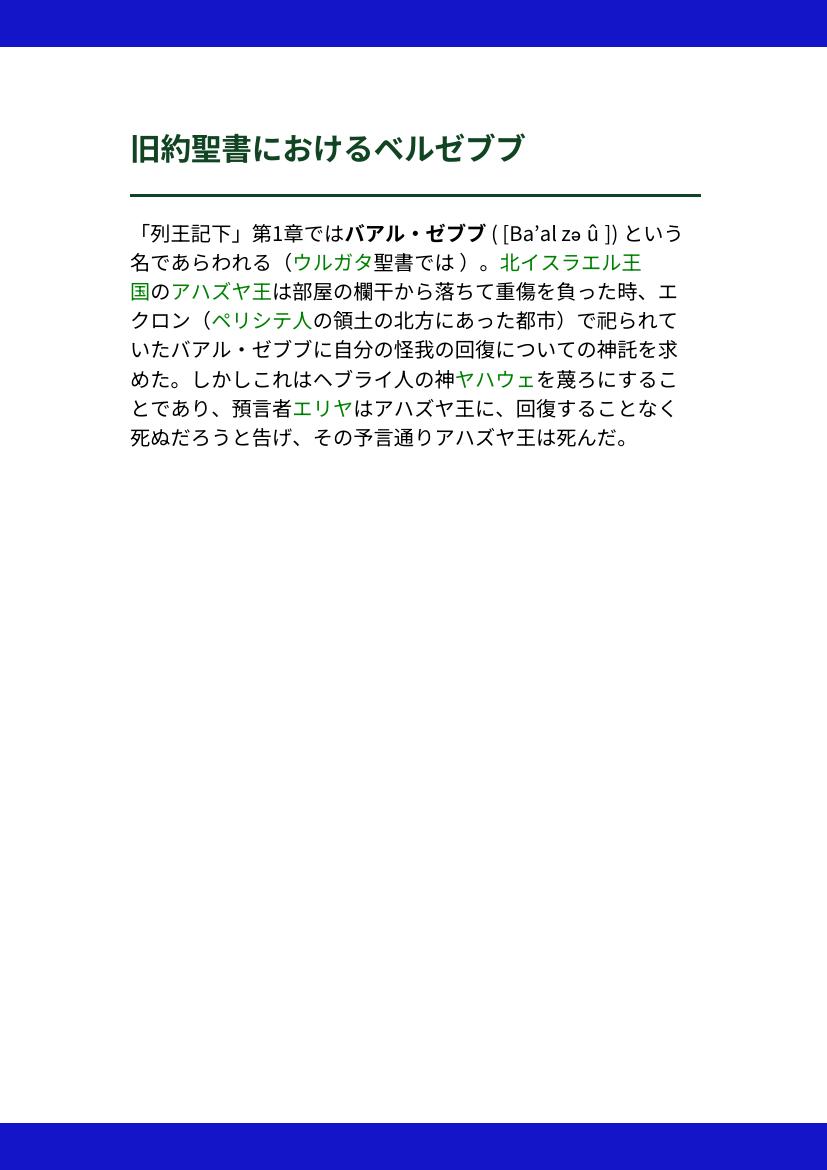 旧約聖書におけるベルゼブブ
「列王記下」第1章ではバアル・ゼブブ ( [Ba’al zə û ]) という
名であらわれる（ウルガタ聖書では ）。北イスラエル王
国のアハズヤ王は部屋の欄干から落ちて重傷を負った時、エ
クロン（ペリシテ人の領土の北方にあった都市）で祀られて
いたバアル・ゼブブに自分の怪我の回復についての神託を求
めた。しかしこれはヘブライ人の神ヤハウェを蔑ろにするこ
とであり、預言者エリヤはアハズヤ王に、回復することなく
死ぬだろうと告げ、その予言通りアハズヤ王は死んだ。